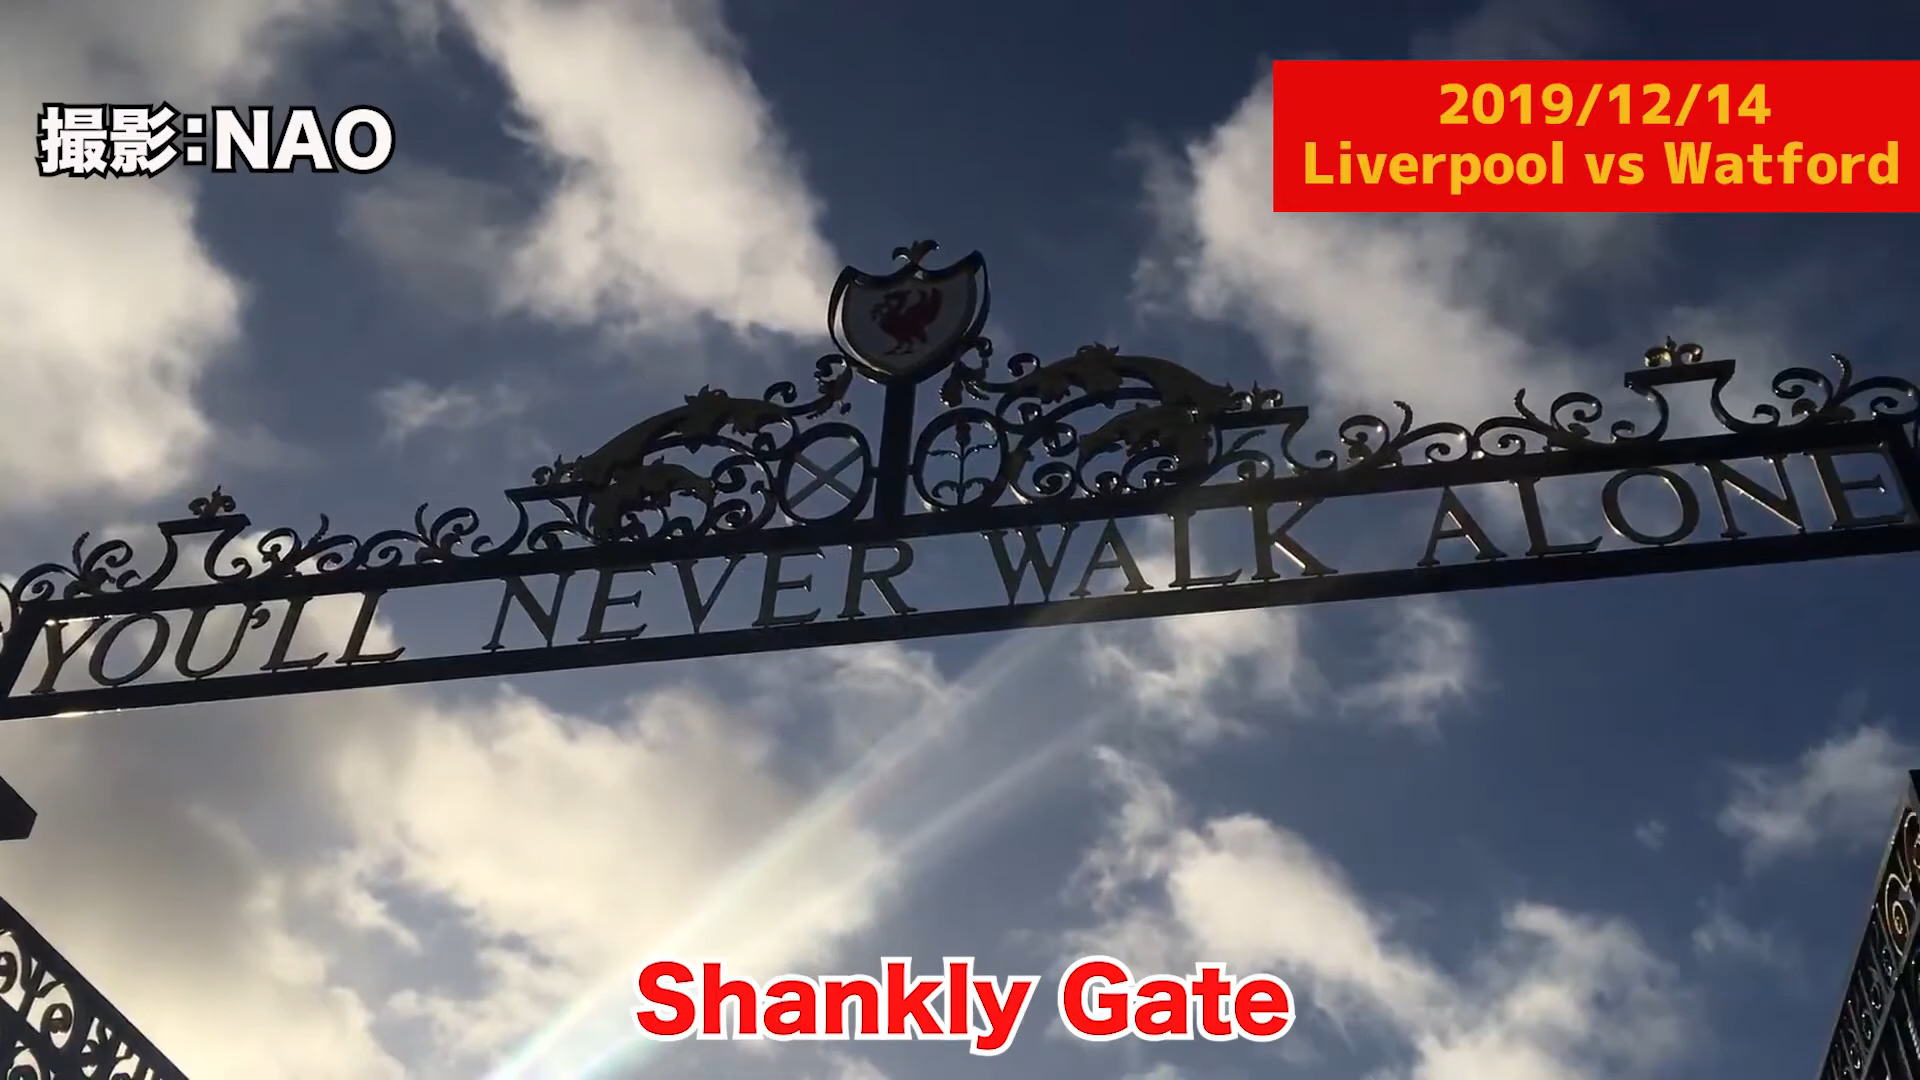 撮影:NAO
2019/12/14
Liverpool vs Watford
YOU'LL NEVER WALK ALONE
Shankly Gate